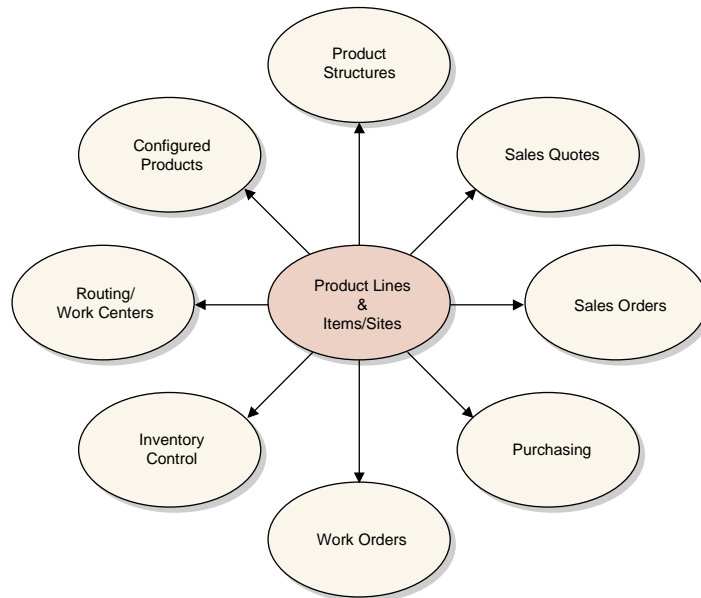 Product
Structures
Configured
Products
Sales Quotes
Routing/
Work Centers
Product Lines
&
Items/Sites
Sales Orders
Inventory
Control
Purchasing
Work Orders